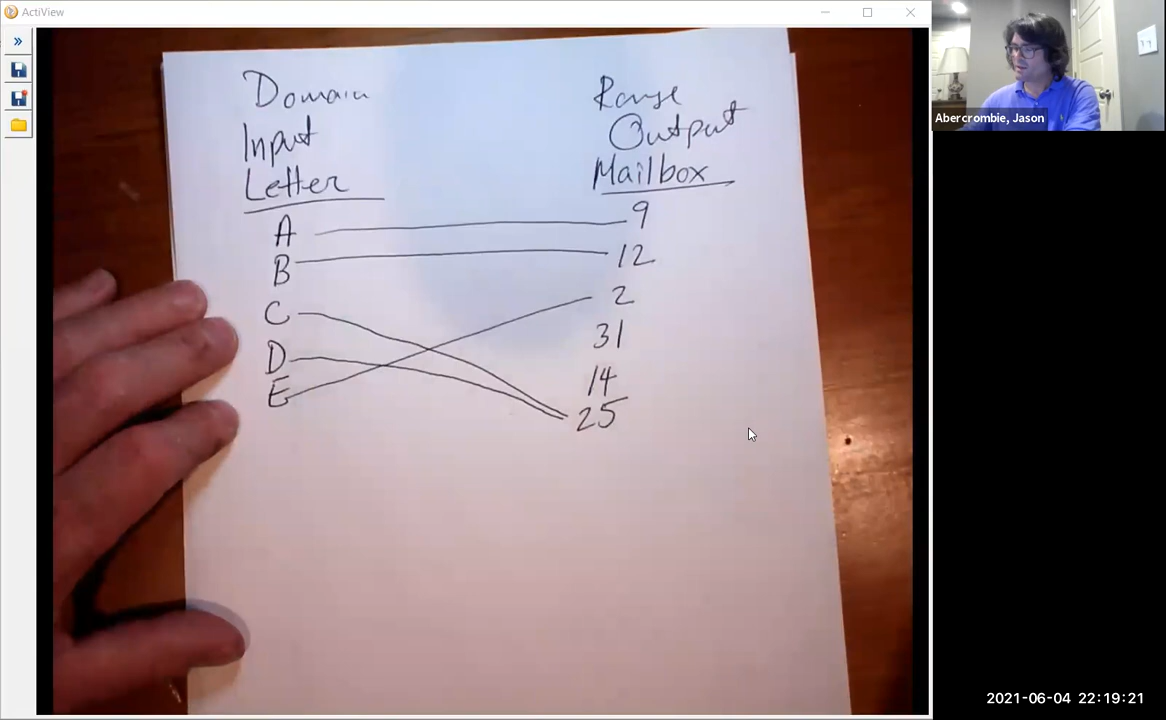 ActiView
Domain
Input
Letter
A
B
C
D
E
Range
Output
Mailbox
9
12
2
31
14
25
Abercrombie, Jason
2021-06-04 22:19:21